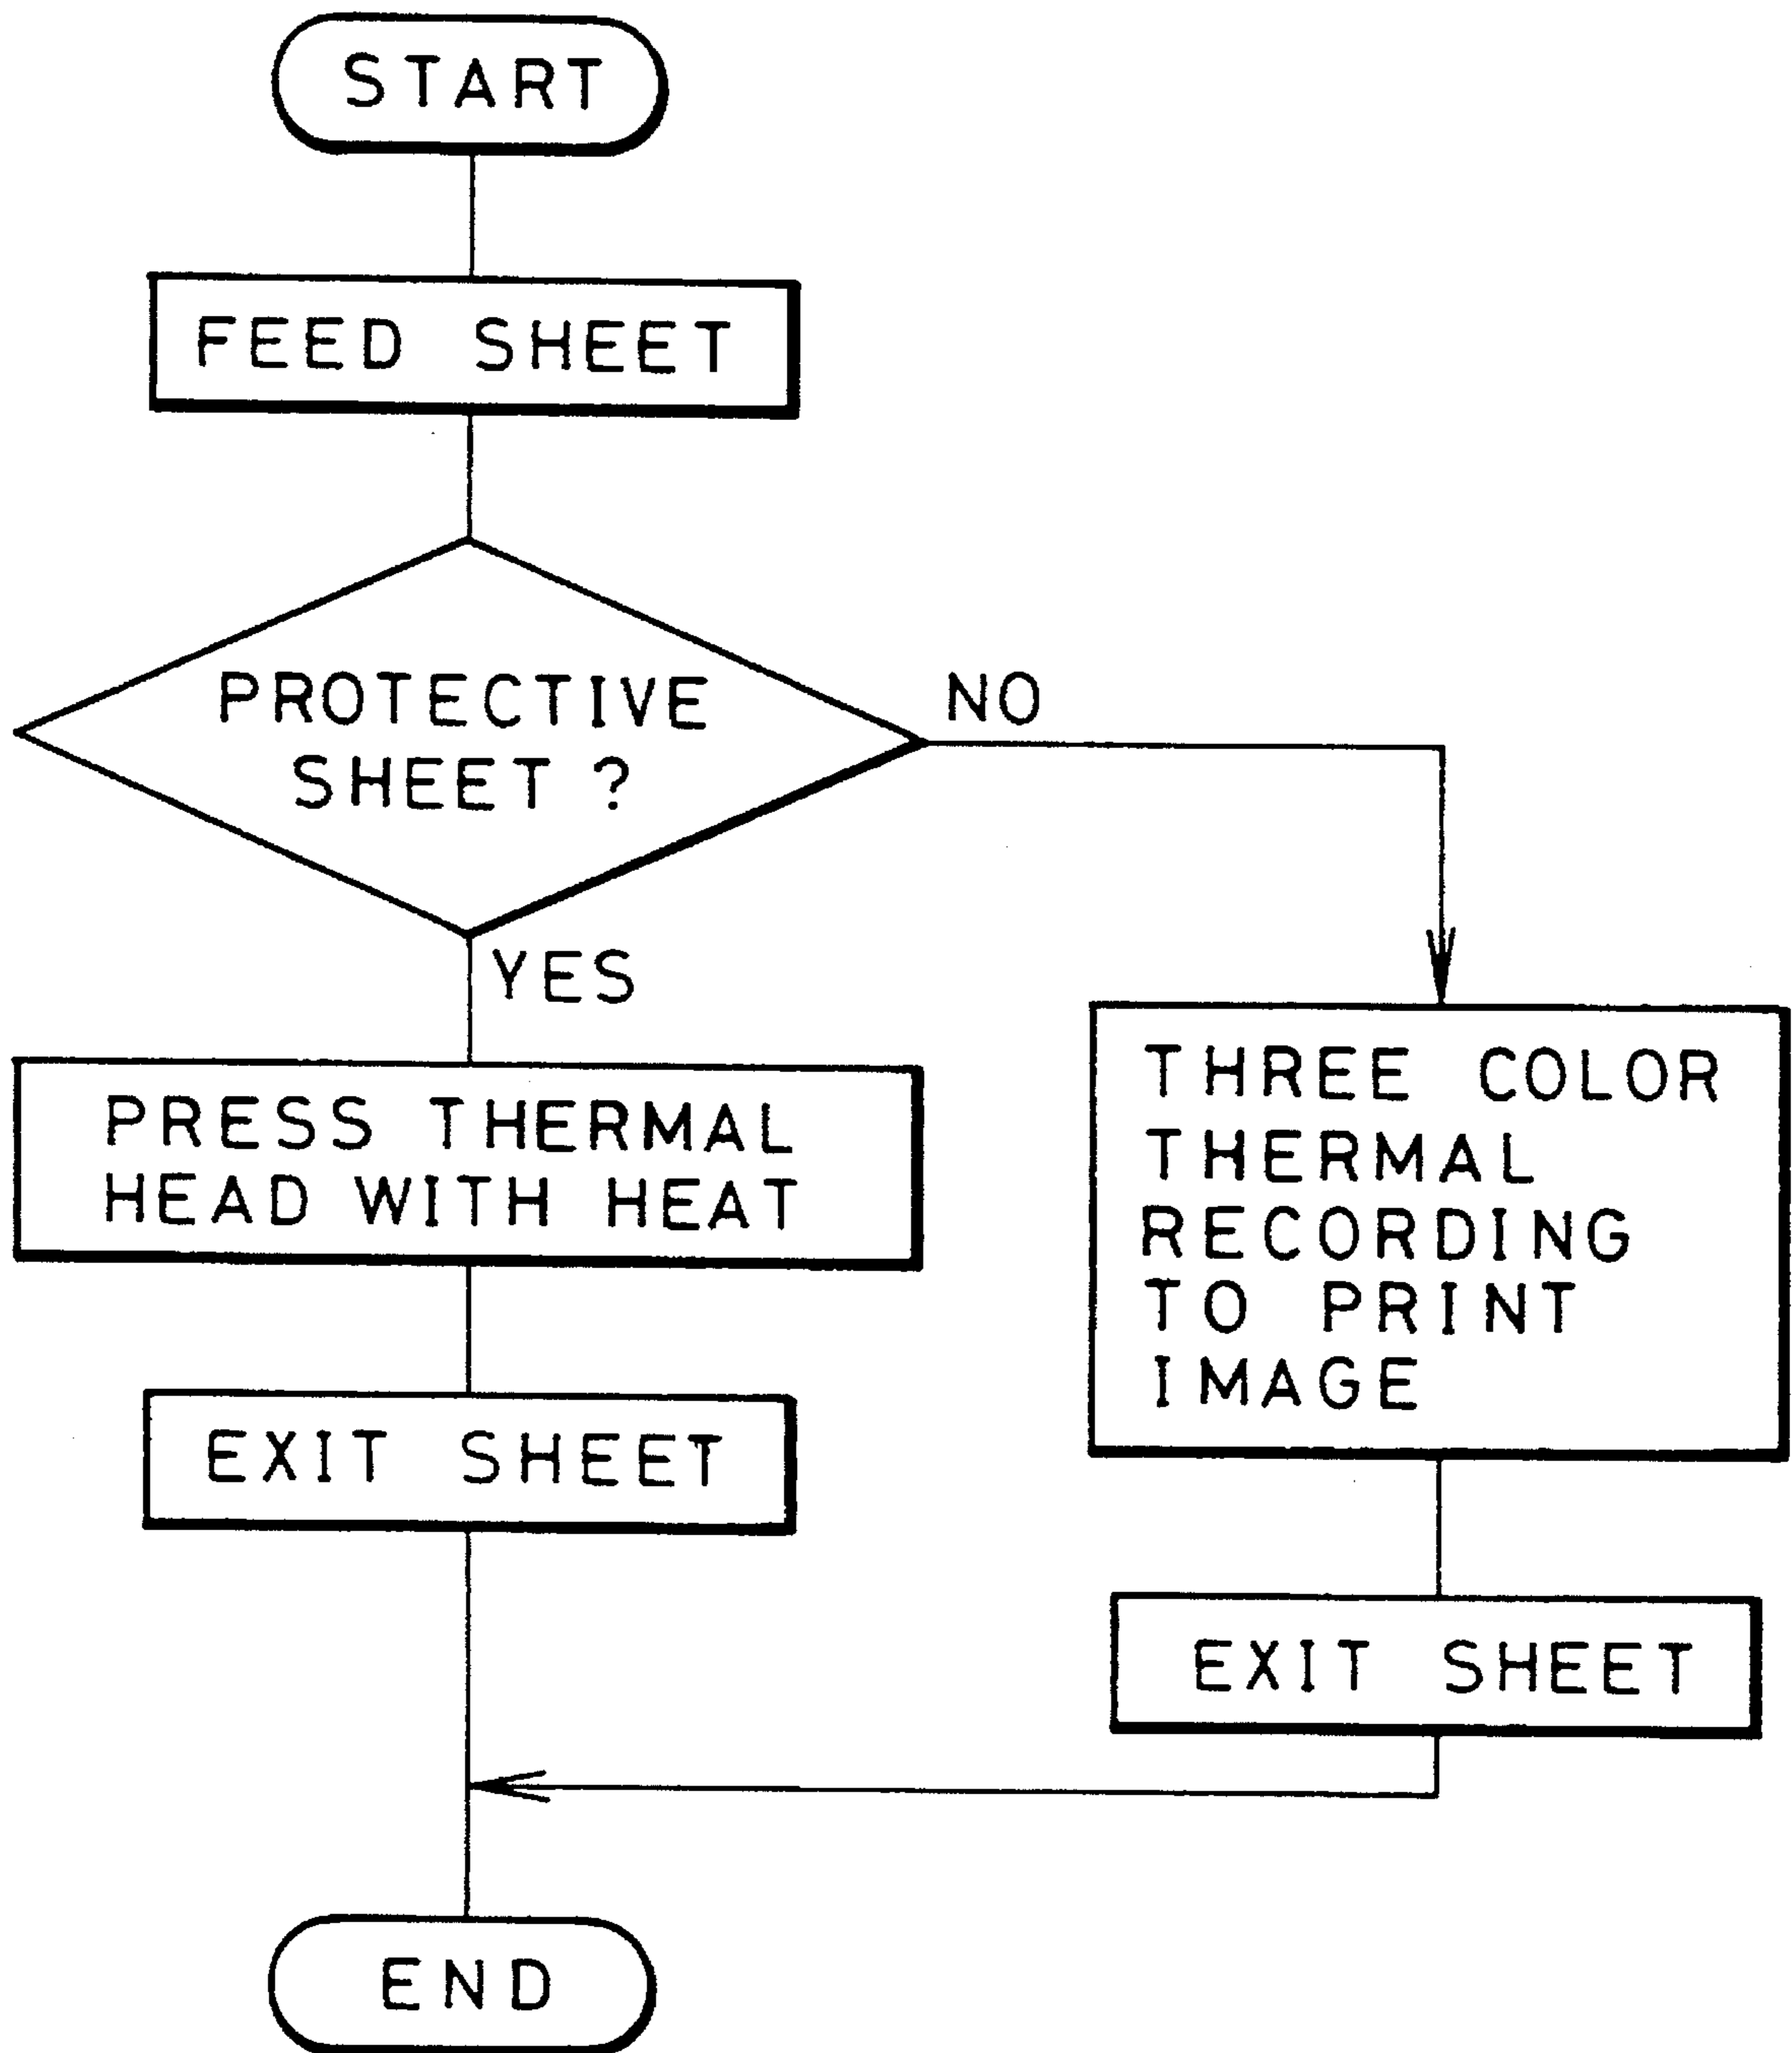 START
FEED SHEET
PROTECTIVE
SHEET ?
NO
YES
PRESS THERMAL
HEAD WITH HEAT
EXIT SHEET
THREE COLOR
THERMAL
RECORDING
TO PRINT
IMAGE
EXIT SHEET
END